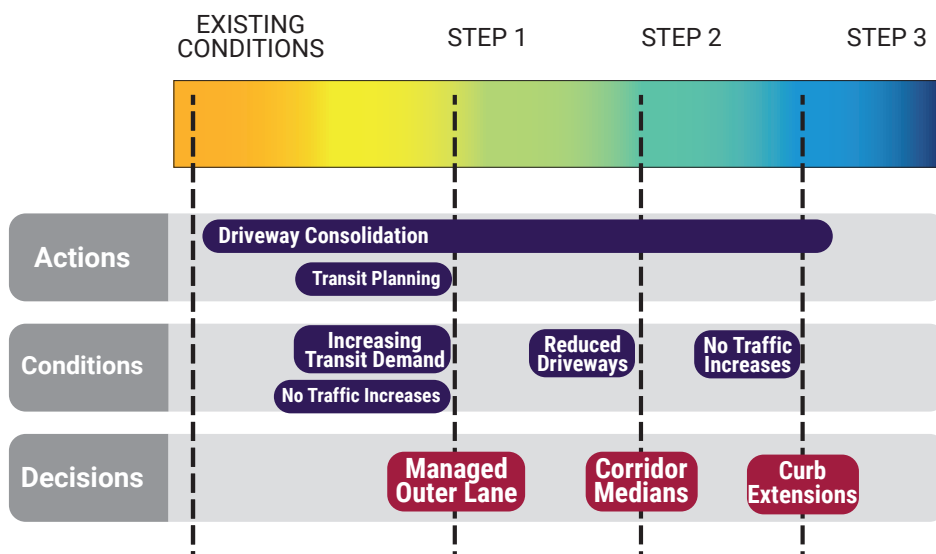 EXISTING
CONDITIONS
STEP 1
STEP 2
STEP 3
Actions
Driveway Consolidation
Transit Planning
Conditions
Increasing
Transit Demand
No Traffic Increases
Reduced
Driveways
No Traffic
Increases
Decisions
Managed
Outer Lane
Corridor
Medians
Curb
Extensions